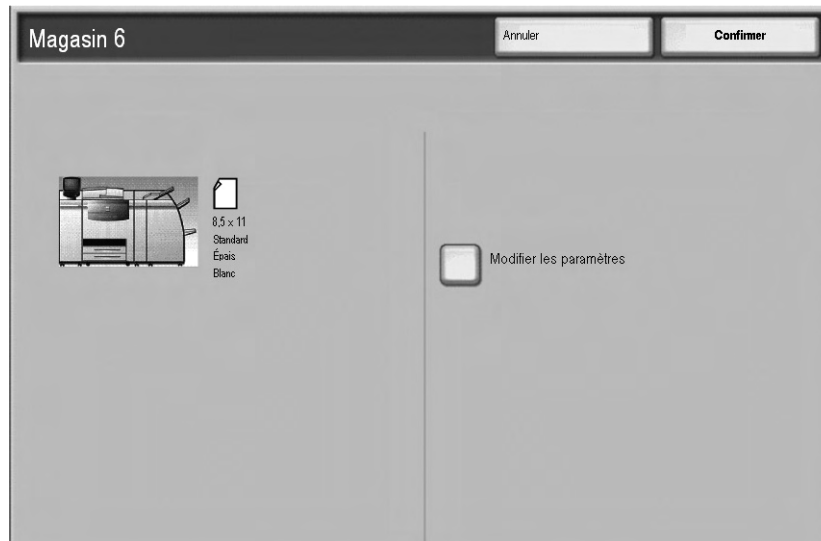 Magasin 6
Annuler
Confirmer
8,5 x 11
Standard
Épais
Blanc
Modifier les paramètres